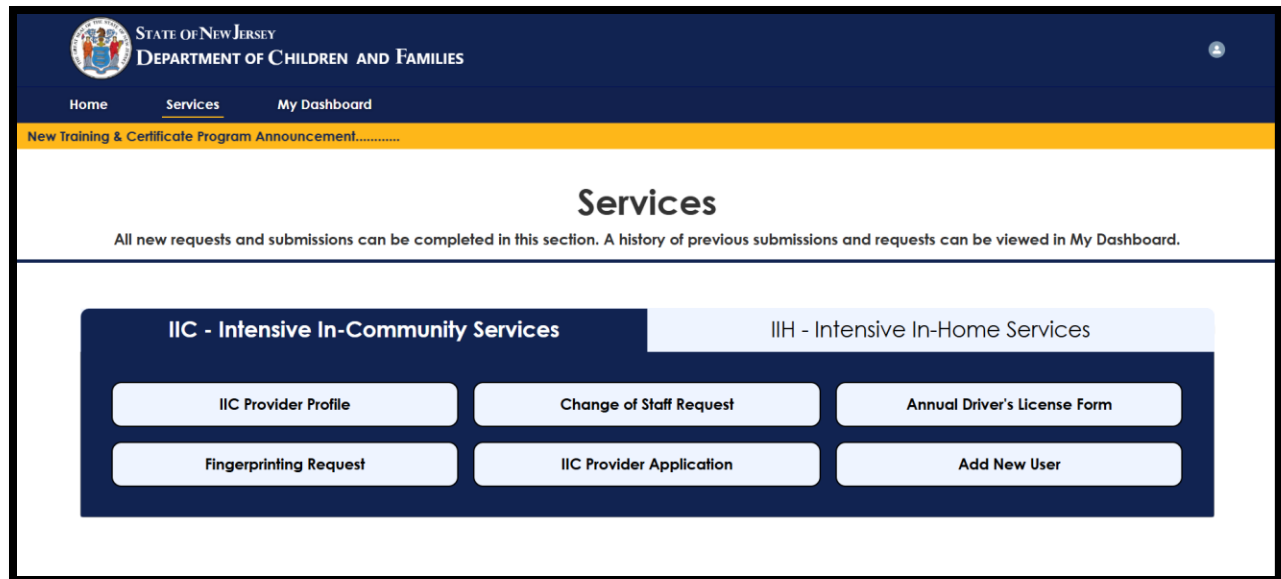 STATE OF NEW JERSEY
DEPARTMENT OF CHILDREN AND FAMILIES
Home Services My Dashboard
New Training & Certificate Program Announcement............
Services
All new requests and submissions can be completed in this section. A history of previous submissions and requests can be viewed in My Dashboard.
IIC - Intensive In-Community Services IIH - Intensive In-Home Services
IIC Provider Profile Change of Staff Request Annual Driver's License Form
Fingerprinting Request IIC Provider Application Add New User